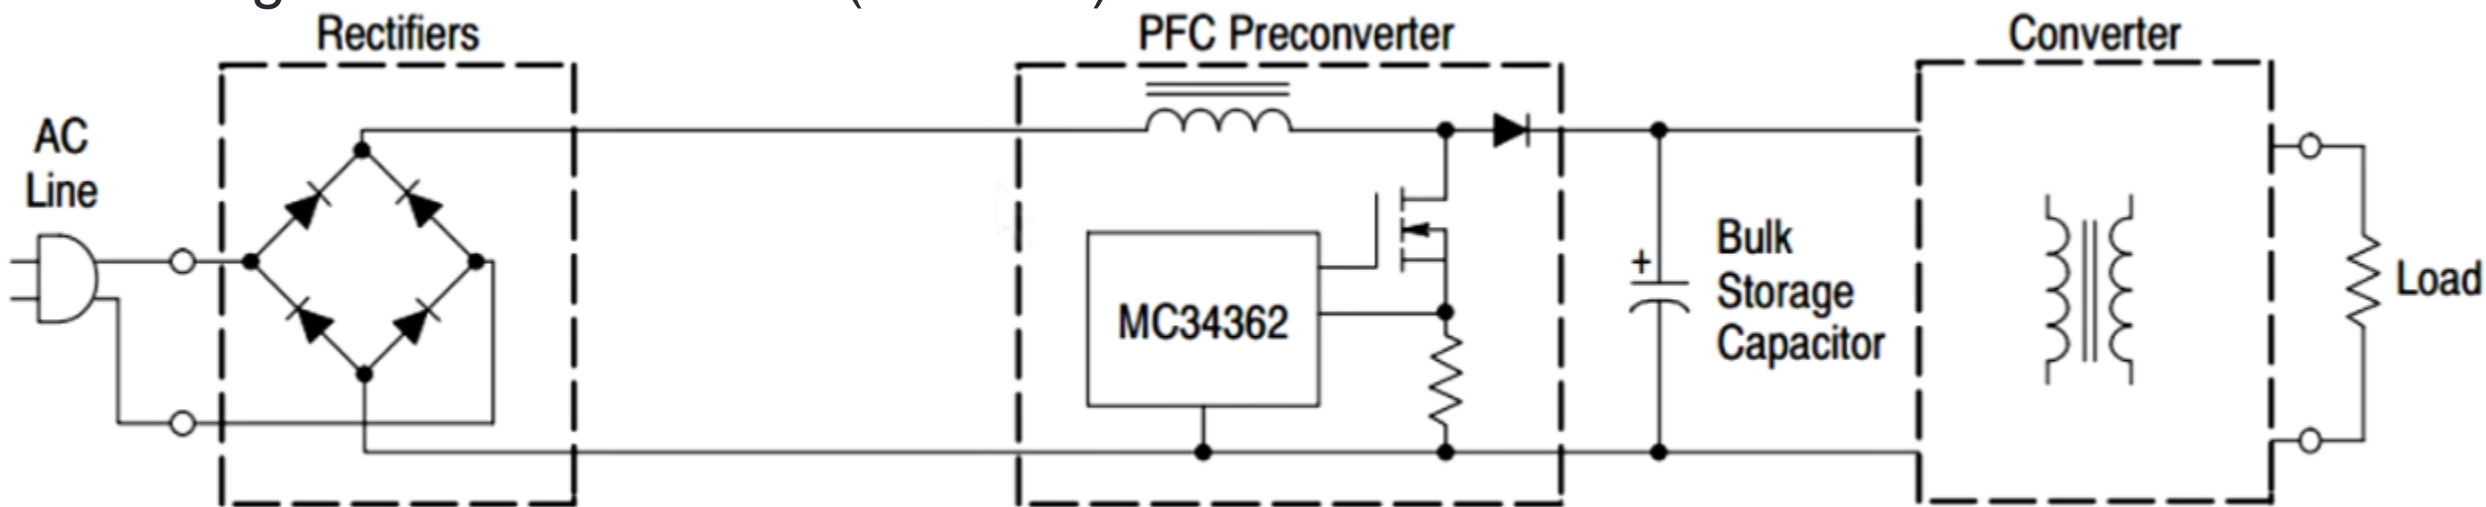 Rectifiers
PFC Preconverter
Converter
AC
Line
MC34362
+
Bulk
Storage
Capacitor
Load